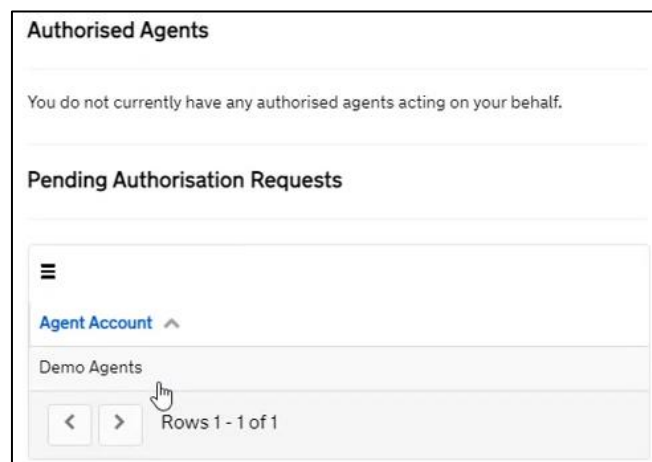 Authorised Agents
You do not currently have any authorised agents acting on your behalf.
Pending Authorisation Requests
Agent Account
Demo Agents
Rows 1 - 1 of 1